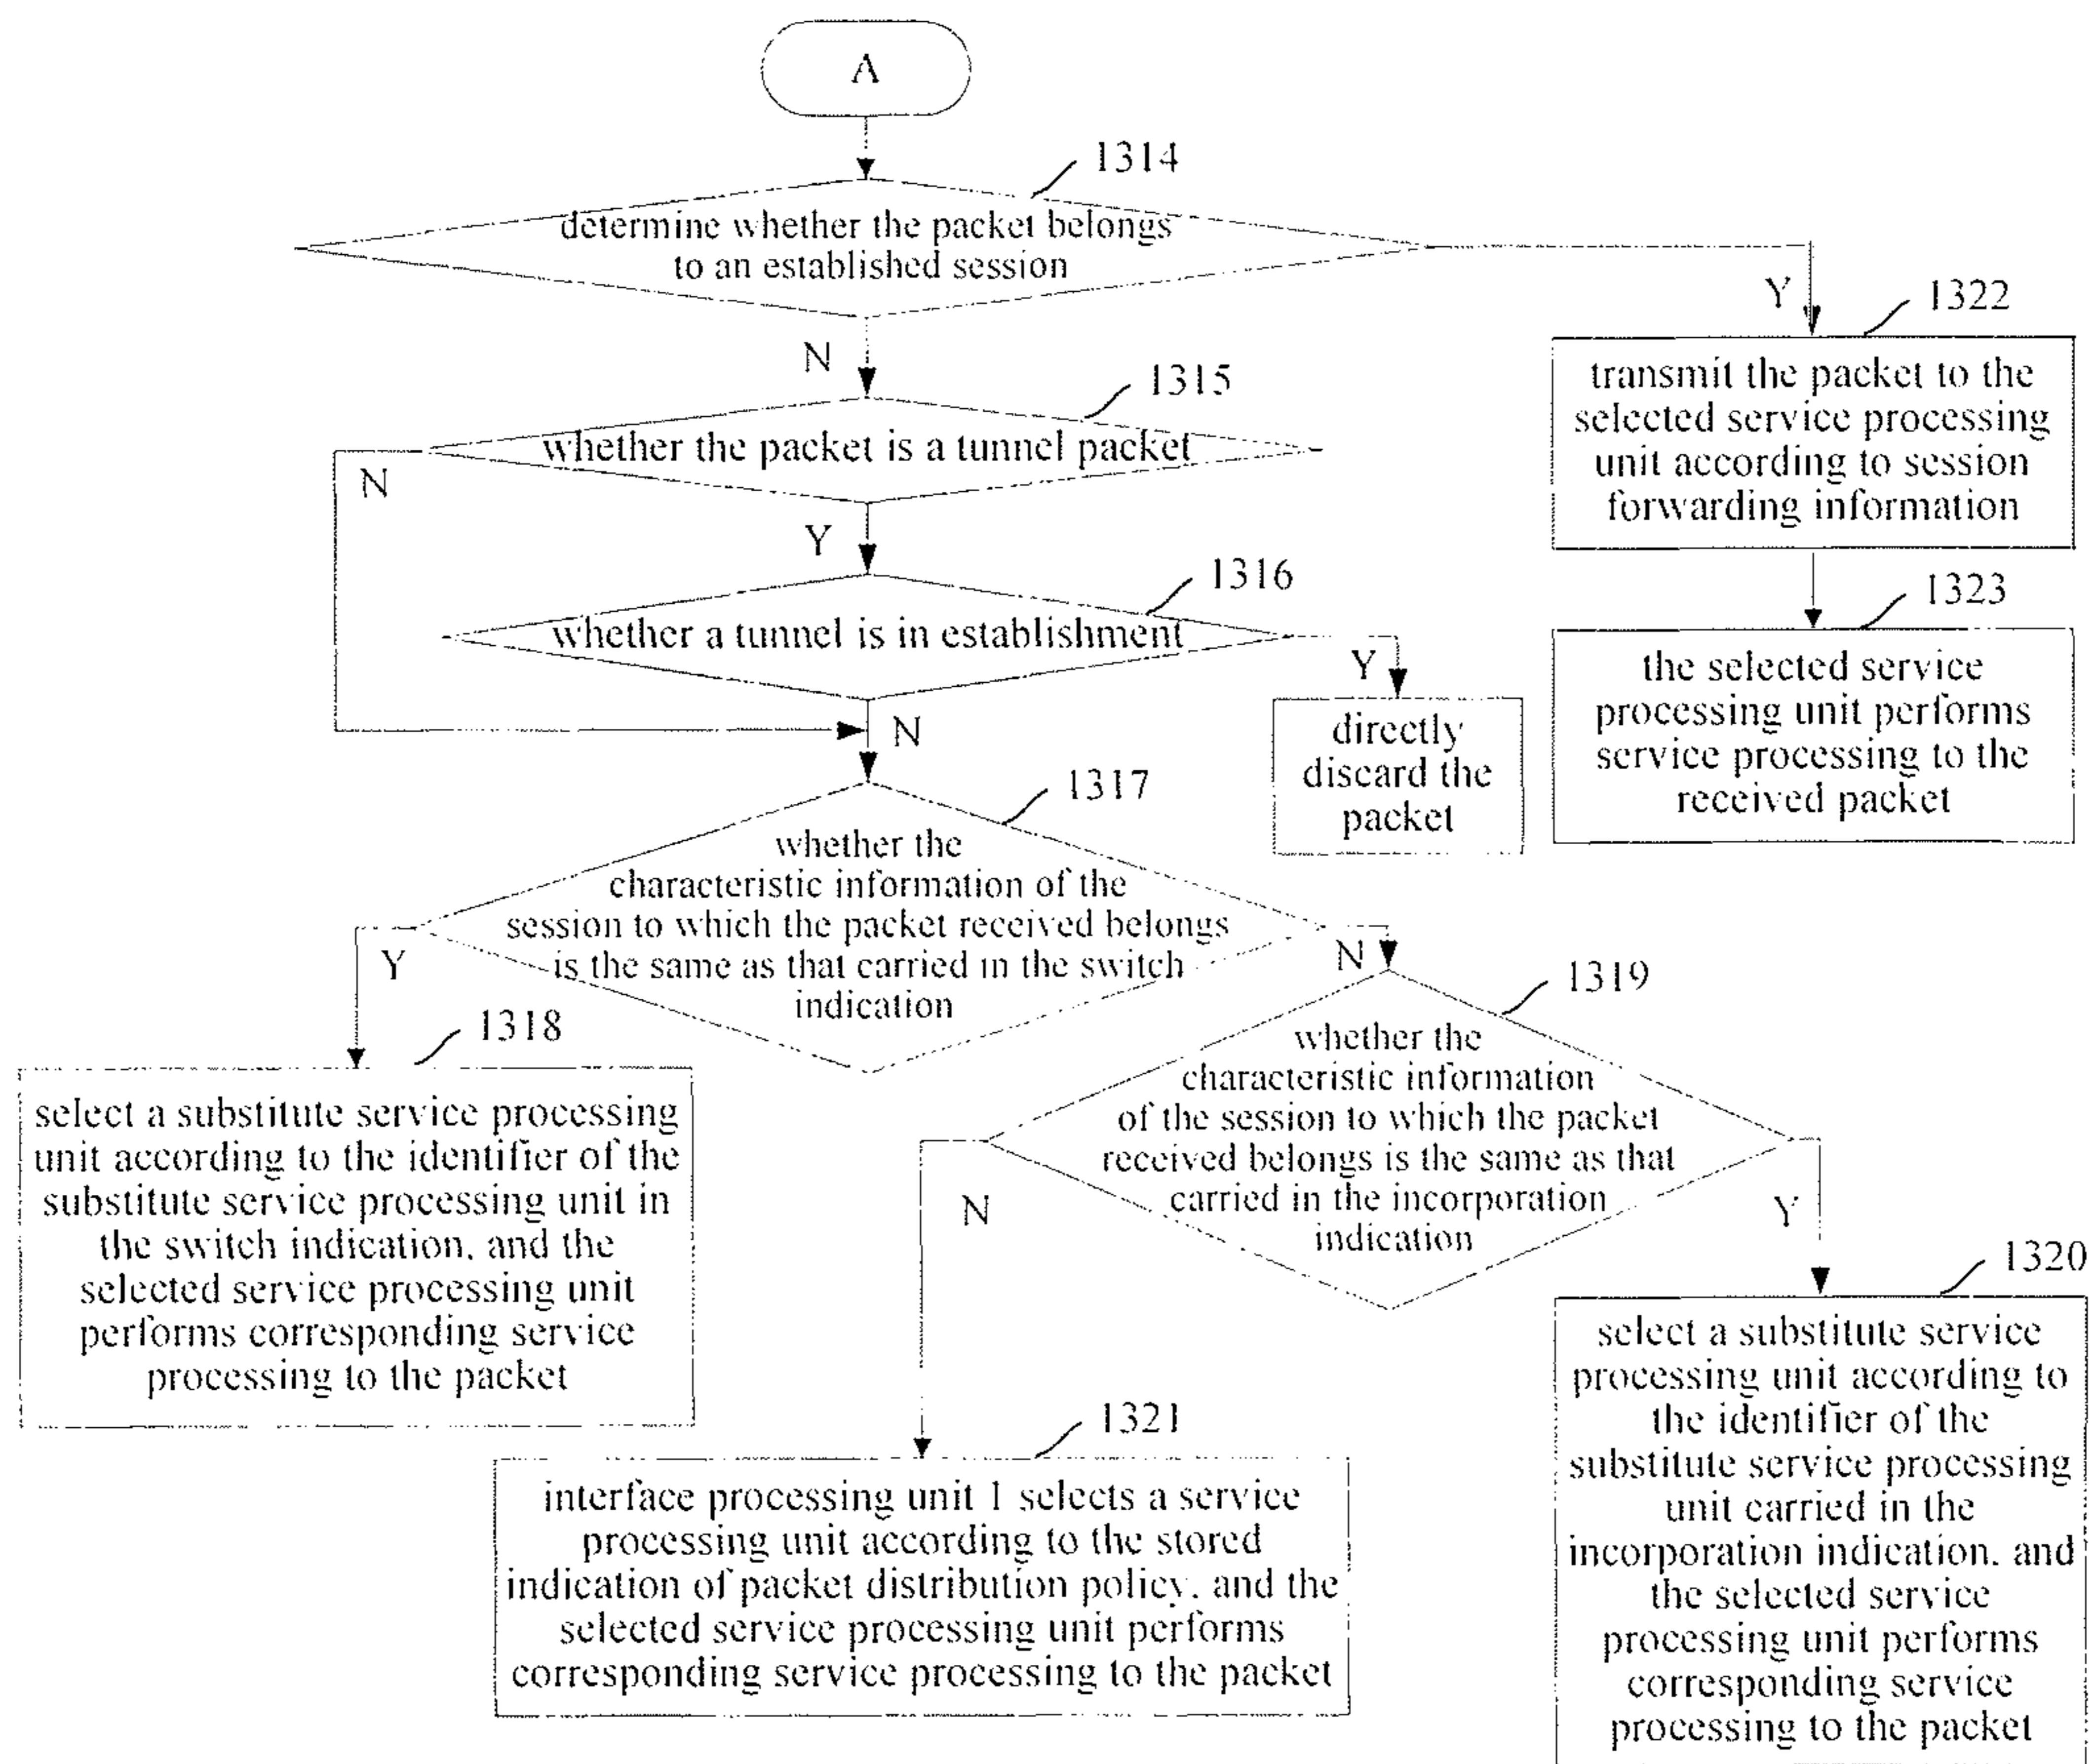 A
1314
determine whether the packet belongs
to an established session
Y
1322
transmit the packet to the
selected service processing
unit according to session
forwarding information
N
1315
whether the packet is a tunnel packet
N
Y
1316
whether a tunnel is in establishment
1323
the selected service
processing unit performs
service processing to the
received packet
Y
directly
discard the
packet
N
1317
whether the
characteristic information of the
session to which the packet received belongs
is the same as that carried in the switch
indication
Y
N
1318
select a substitute service processing
unit according to the identifier of the
substitute service processing unit in
the switch indication, and the
selected service processing unit
performs corresponding service
processing to the packet
1319
whether the
characteristic information
of the session to which the packet
received belongs is the same as that
carried in the incorporation
indication
N
Y
1320
select a substitute service
processing unit according to
the identifier of the
substitute service processing
unit carried in the
incorporation indication, and
the selected service
processing unit performs
corresponding service
processing to the packet
1321
interface processing unit 1 selects a service
processing unit according to the stored
indication of packet distribution policy, and the
selected service processing unit performs
corresponding service processing to the packet